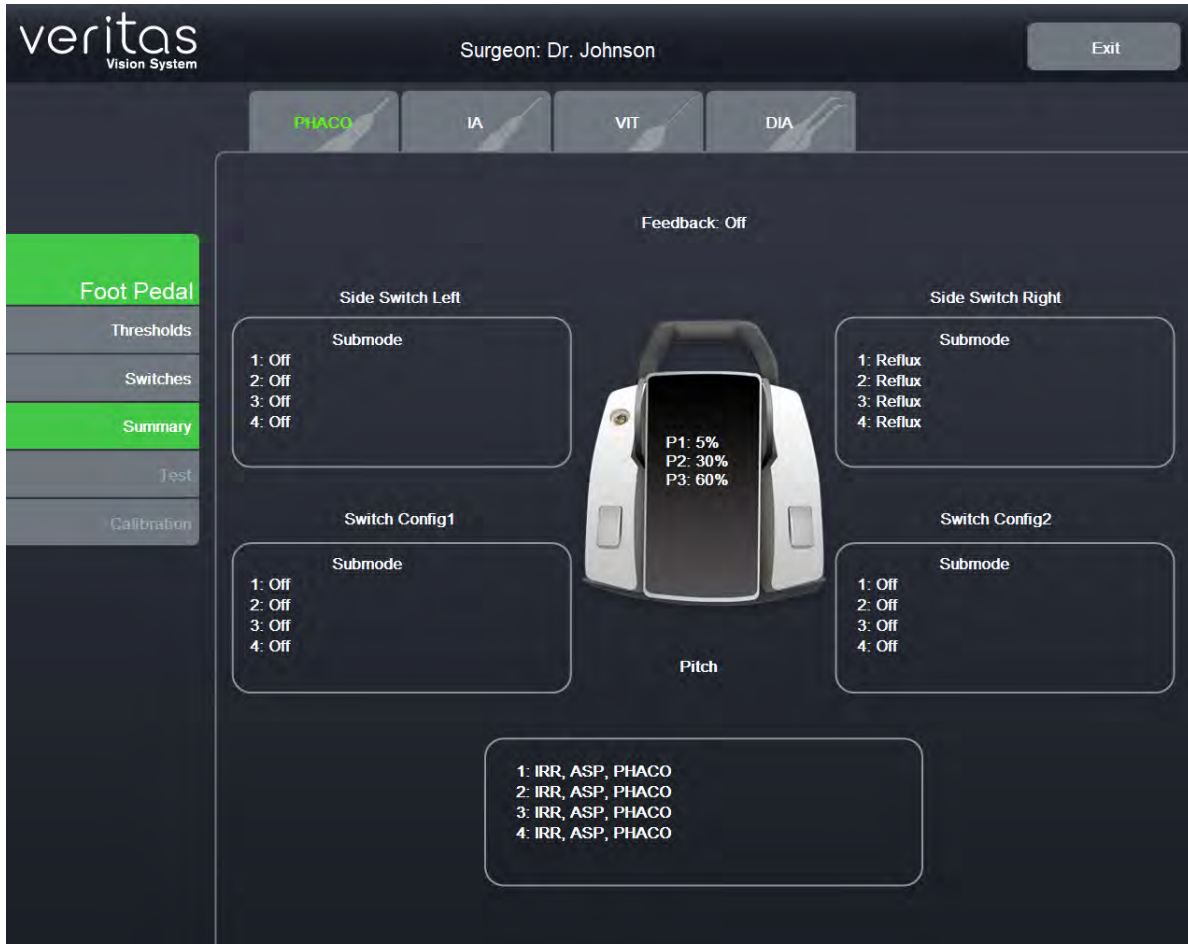 veritas
Vision System
Surgeon: Dr. Johnson
Exit
PHACO
IA
VIT
DIA
Feedback: Off
Foot Pedal
Thresholds
Switches
Summary
Test
Calibration
Side Switch Left
Submode
1: Off
2: Off
3: Off
4: Off
P1: 5%
P2: 30%
P3: 60%
Side Switch Right
Submode
1: Reflux
2: Reflux
3: Reflux
4: Reflux
Switch Config1
Submode
1: Off
2: Off
3: Off
4: Off
Switch Config2
Submode
1: Off
2: Off
3: Off
4: Off
Pitch
1: IRR, ASP, PHACO
2: IRR, ASP, PHACO
3: IRR, ASP, PHACO
4: IRR, ASP, PHACO